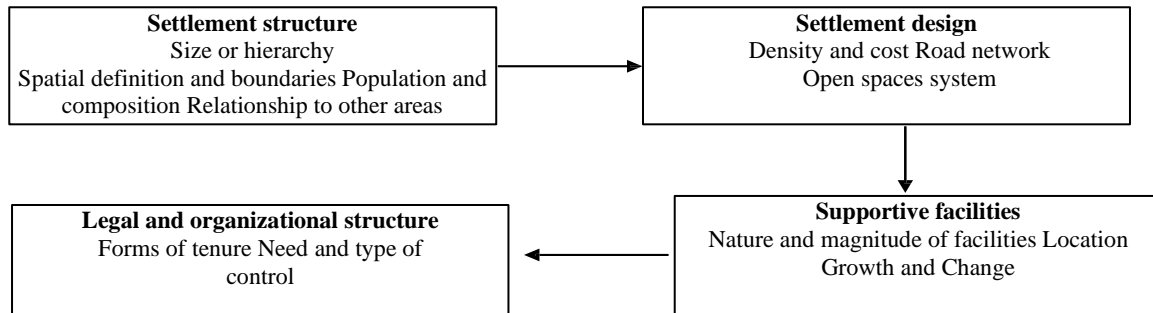 Settlement structure
Size or hierarchy
Spatial definition and boundaries Population and
composition Relationship to other areas
Settlement design
Density and cost Road network
Open spaces system
Legal and organizational structure
Forms of tenure Need and type of
control
Supportive facilities
Nature and magnitude of facilities Location
Growth and Change